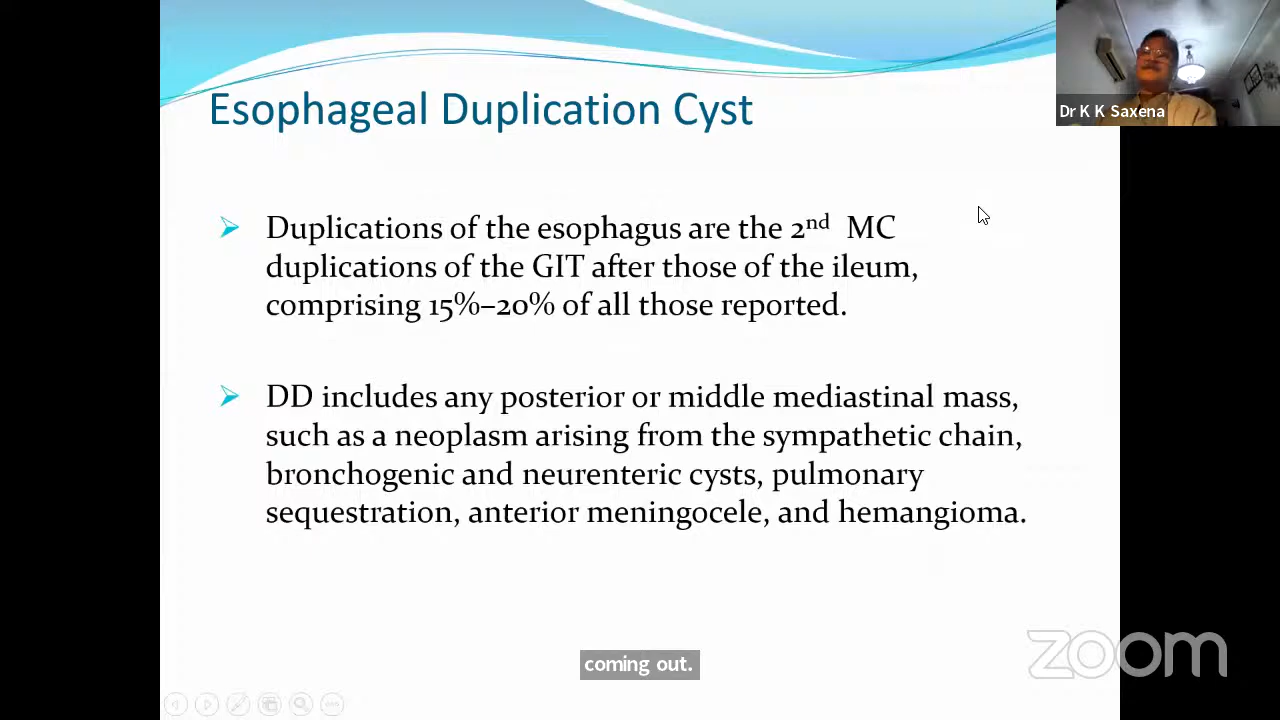 Esophageal Duplication Cyst
Dr K K Saxena
Duplications of the esophagus are the 2nd MC
duplications of the GIT after those of the ileum,
comprising 15%–20% of all those reported.
DD includes any posterior or middle mediastinal mass,
such as a neoplasm arising from the sympathetic chain,
bronchogenic and neurenteric cysts, pulmonary
sequestration, anterior meningocele, and hemangioma.
coming out.
zoom